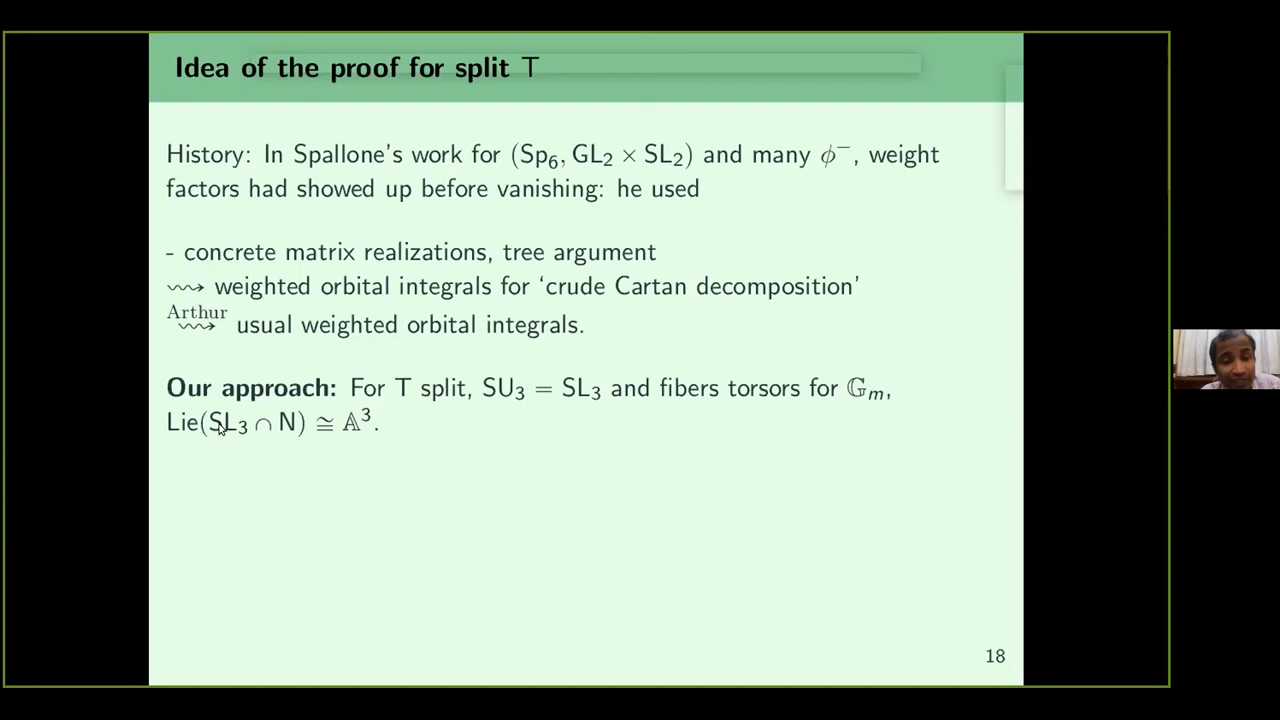 Idea of the proof for split T
History: In Spallone's work for (Sp₆, GL₂ × SL₂) and many ϕ⁻, weight
factors had showed up before vanishing: he used
- concrete matrix realizations, tree argument
⇝ weighted orbital integrals for ‘crude Cartan decomposition’
Arthur
⇝ usual weighted orbital integrals.
Our approach: For T split, SU₃ = SL₃ and fibers torsors for 𝔾ₘ,
Lie(SL₃ ∩ N) ≅ 𝔸³.
18